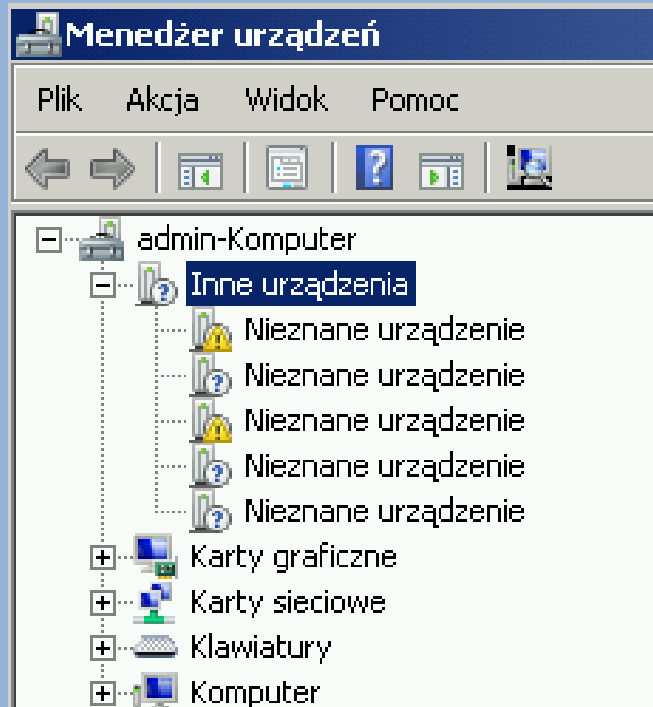 Menedżer urządzeń
Plik Akcja Widok Pomoc
admin-Komputer
Inne urządzenia
Nieznane urządzenie
Nieznane urządzenie
Nieznane urządzenie
Nieznane urządzenie
Nieznane urządzenie
Karty graficzne
Karty sieciowe
Klawiatury
Komputer